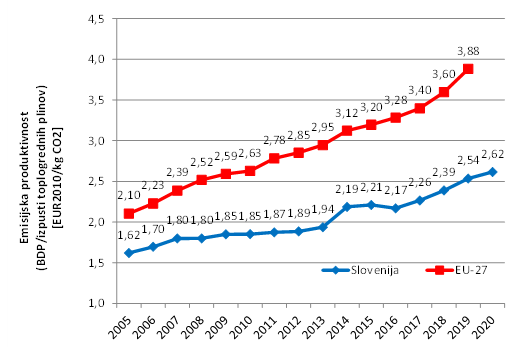 Emisijska produktivnost
(BDP/izpusti toplogrednih plinov)
[EUR2010/kg CO2]
4,5
4,0
3,5
3,0
2,5
2,0
1,5
1,0
2,10 2,23 2,39 2,52 2,59 2,63 2,78 2,85 2,95 3,12 3,20 3,28 3,40 3,60 3,88
1,62 1,70 1,80 1,80 1,85 1,85 1,87 1,89 1,94 2,19 2,21 2,17 2,26 2,39 2,54 2,62
Slovenija EU-27
2005 2006 2007 2008 2009 2010 2011 2012 2013 2014 2015 2016 2017 2018 2019 2020